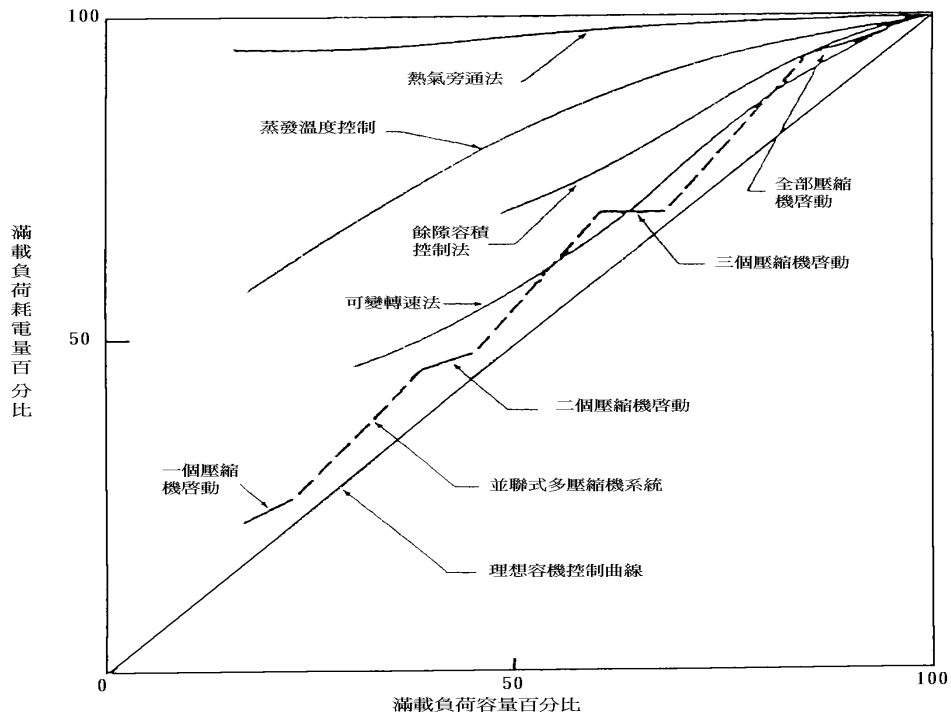 100
熱氣旁通法
蒸發溫度控制
全部壓縮
機啓動
餘隙容積
控制法
三個壓縮機啓動
滿載負荷耗電量百分比
可變轉速法
50
二個壓縮機啓動
一個壓縮
機啓動
並聯式多壓縮機系統
理想容機控制曲線
0
50
100
滿載負荷容量百分比